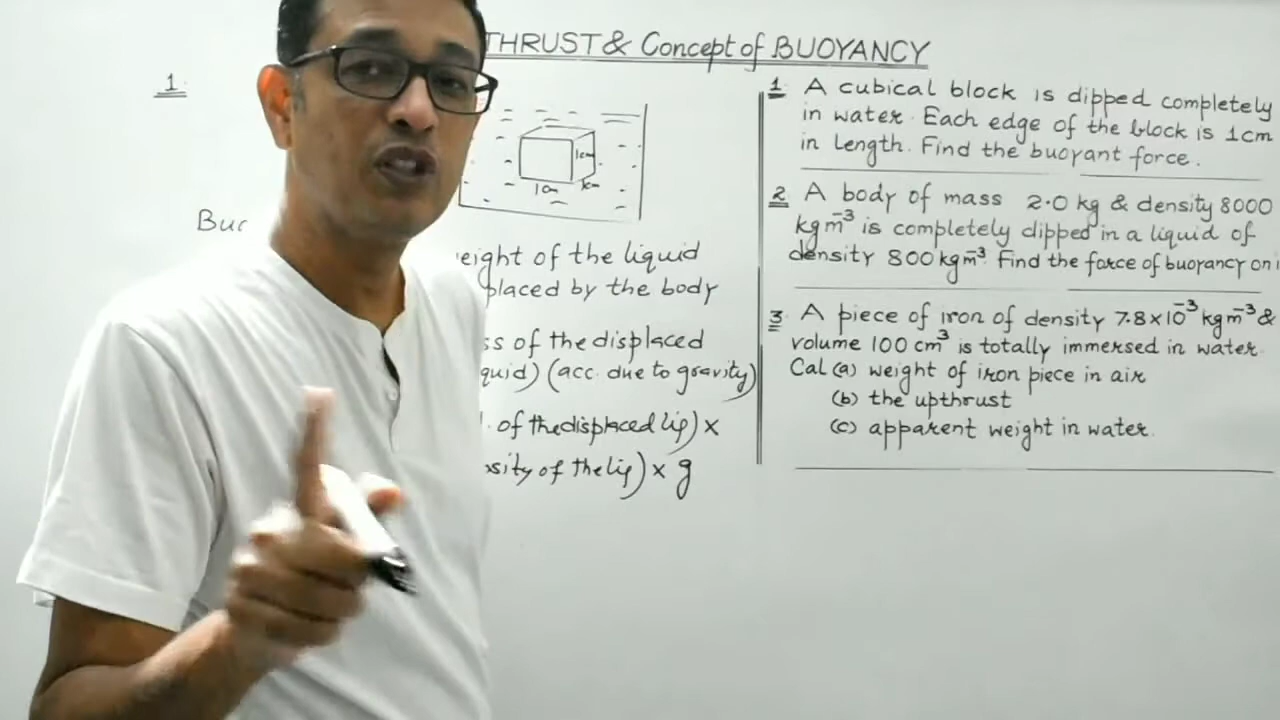 THRUST & Concept of BUOYANCY
1.
1cm
1cm
1cm
eight of the liquid
placed by the body
ss of the displaced
quid) (acc. due to gravity)
. of the displaced liq) x
sity of the liq) x g
1. A cubical block is dipped completely
in water. Each edge of the block is 1cm
in length. Find the buoyant force.
2. A body of mass 2.0 kg & density 8000
kgm⁻³ is completely dipped in a liquid of
density 800 kgm⁻³. Find the force of buoyancy on
3. A piece of iron of density 7.8x10⁻³ kgm⁻³ &
volume 100 cm³ is totally immersed in water.
Cal (a) weight of iron piece in air
(b) the upthrust
(c) apparent weight in water.